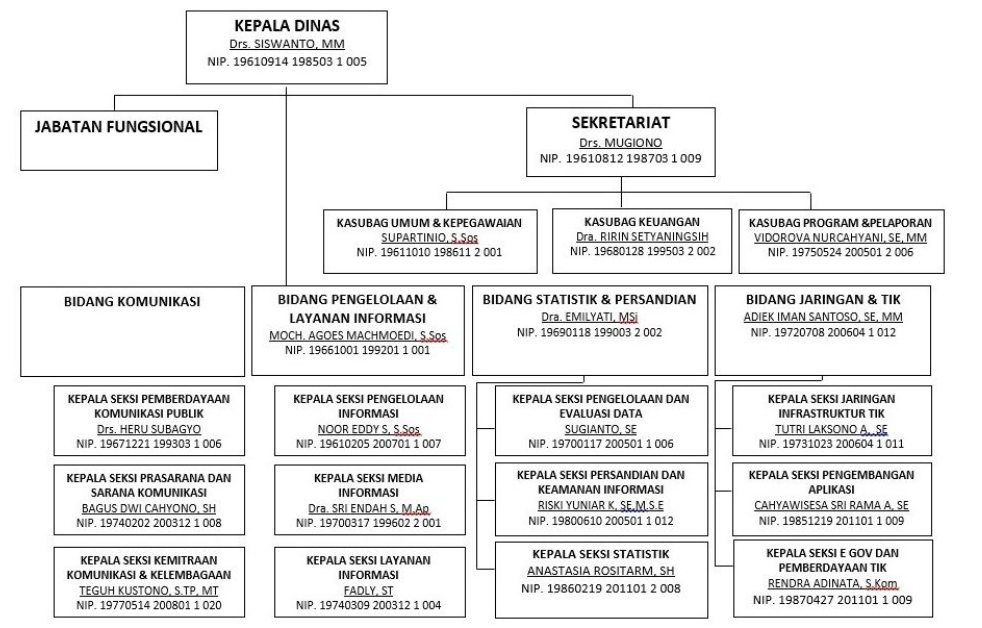 KEPALA DINAS
Drs. SISWANTO, MM
NIP. 19610914 198503 1 005
JABATAN FUNGSIONAL
SEKRETARIAT
Drs. MUGIONO
NIP. 19610812 198703 1 009
KASUBAG UMUM & KEPEGAWAIAN
SUPARTINIO, S.Sos
NIP. 19611010 198611 2 001
KASUBAG KEUANGAN
Dra. RIRIN SETYANINGSIH
NIP. 19680128 199503 2 002
KASUBAG PROGRAM &PELAPORAN
VIDOROVA NURCAHYANI, SE, MM
NIP. 19750524 200501 2 006
BIDANG KOMUNIKASI
BIDANG PENGELOLAAN &
LAYANAN INFORMASI
MOCH. AGOES MACHMOEDI, S.Sos
NIP. 19661001 199201 1 001
BIDANG STATISTIK & PERSANDIAN
Dra. EMILYATI, MSi
NIP. 19690118 199003 2 002
BIDANG JARINGAN & TIK
ADIEK IMAN SANTOSO, SE, MM
NIP. 19720708 200604 1 012
KEPALA SEKSI PEMBERDAYAAN
KOMUNIKASI PUBLIK
Drs. HERU SUBAGYO
NIP. 19671221 199303 1 006
KEPALA SEKSI PENGELOLAAN
INFORMASI
NOOR EDDY S, S.Sos
NIP. 19610205 200701 1 007
KEPALA SEKSI PENGELOLAAN DAN
EVALUASI DATA
SUGIANTO, SE
NIP. 19700117 200501 1 006
KEPALA SEKSI JARINGAN
INFRASTRUKTUR TIK
TUTRI LAKSONO A, SE
NIP. 19731023 200604 1 011
KEPALA SEKSI PRASARANA DAN
SARANA KOMUNIKASI
BAGUS DWI CAHYONO, SH
NIP. 19740202 200312 1 008
KEPALA SEKSI MEDIA
INFORMASI
Dra. SRI ENDAH S, M.Ap
NIP. 19700317 199602 2 001
KEPALA SEKSI PERSANDIAN DAN
KEAMANAN INFORMASI
RISKI YUNIAR K, SE,M.S.E
NIP. 19800610 200501 1 012
KEPALA SEKSI PENGEMBANGAN
APLIKASI
CAHYAWISESA SRI RAMA A, SE
NIP. 19851219 201101 1 009
KEPALA SEKSI KEMITRAAN
KOMUNIKASI & KELEMBAGAAN
TEGUH KUSTONO, S.TP, MT
NIP. 19770514 200801 1 020
KEPALA SEKSI LAYANAN
INFORMASI
FADLY, ST
NIP. 19740309 200312 1 004
KEPALA SEKSI STATISTIK
ANASTASIA ROSITARM, SH
NIP. 19860219 201101 2 008
KEPALA SEKSI E GOV DAN
PEMBERDAYAAN TIK
RENDRA ADINATA, S.Kom
NIP. 19870427 201101 1 009